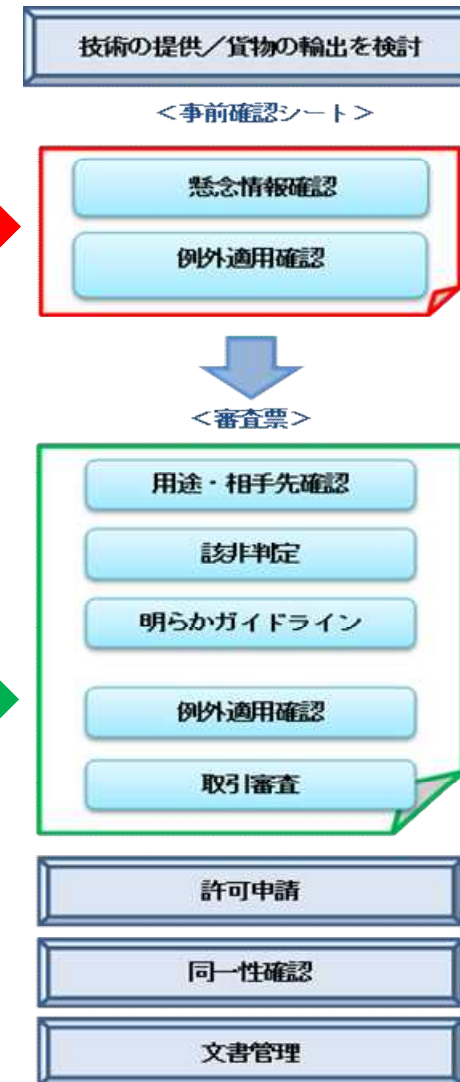 技術の提供／貨物の輸出を検討
＜事前確認シート＞
懸念情報確認
例外適用確認
＜審査票＞
用途・相手先確認
該非判定
明らかガイドライン
例外適用確認
取引審査
許可申請
同一性確認
文書管理